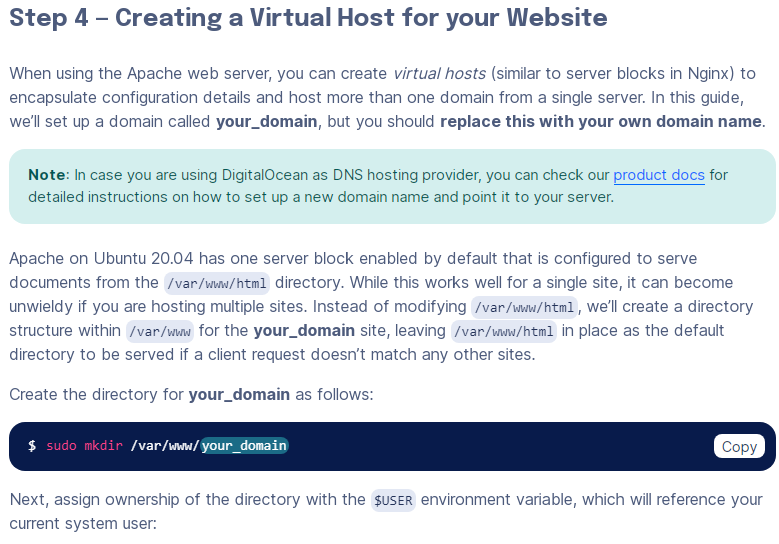 Step 4 – Creating a Virtual Host for your Website
When using the Apache web server, you can create virtual hosts (similar to server blocks in Nginx) to
encapsulate configuration details and host more than one domain from a single server. In this guide,
we’ll set up a domain called your_domain, but you should replace this with your own domain name.
Note: In case you are using DigitalOcean as DNS hosting provider, you can check our product docs for
detailed instructions on how to set up a new domain name and point it to your server.
Apache on Ubuntu 20.04 has one server block enabled by default that is configured to serve
documents from the /var/www/html directory. While this works well for a single site, it can become
unwieldy if you are hosting multiple sites. Instead of modifying /var/www/html, we’ll create a directory
structure within /var/www for the your_domain site, leaving /var/www/html in place as the default
directory to be served if a client request doesn’t match any other sites.
Create the directory for your_domain as follows:
$ sudo mkdir /var/www/your_domain Copy
Next, assign ownership of the directory with the $USER environment variable, which will reference your
current system user: